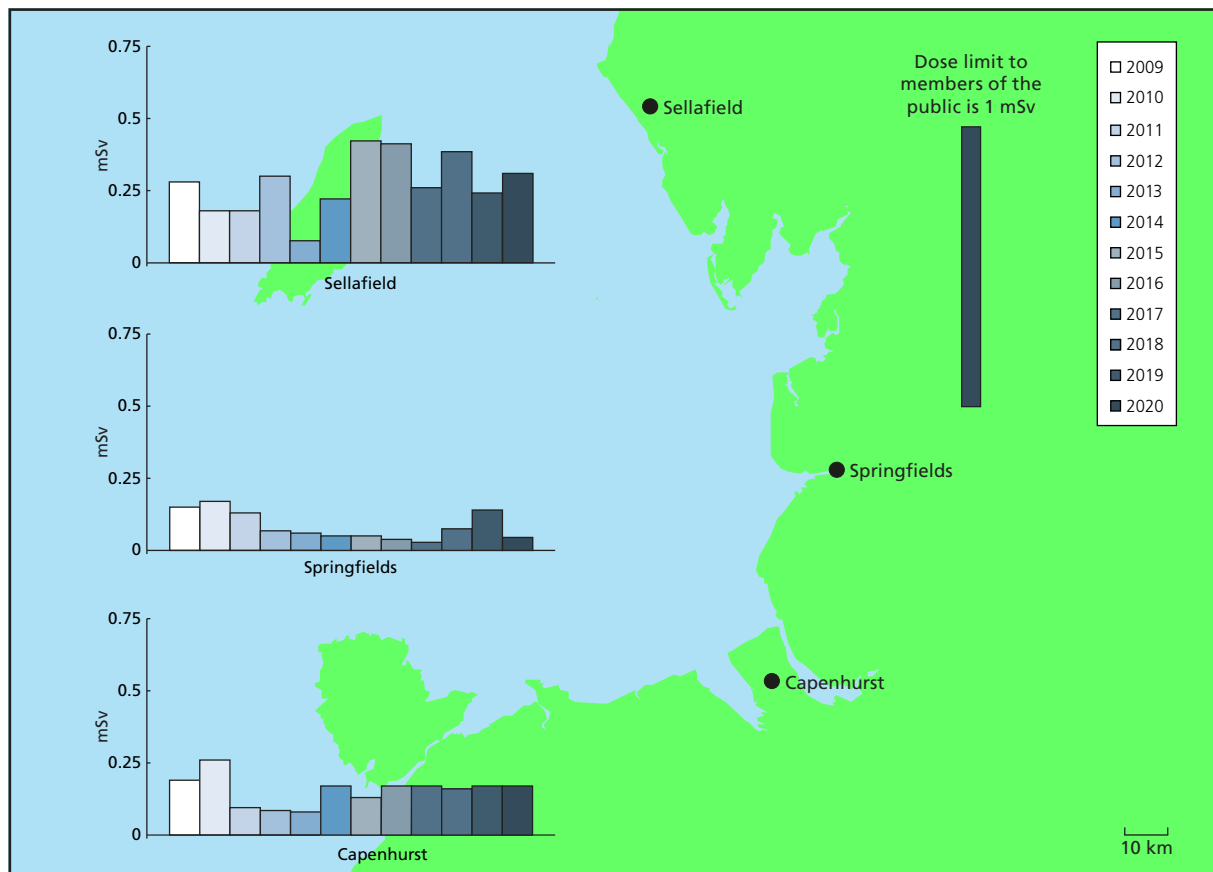 0.75
0.5
0.25
0
mSv
Sellafield
0.75
0.5
0.25
0
mSv
Springfields
0.75
0.5
0.25
0
mSv
Capenhurst
Sellafield
Springfields
Capenhurst
Dose limit to
members of the
public is 1 mSv
2009
2010
2011
2012
2013
2014
2015
2016
2017
2018
2019
2020
10 km